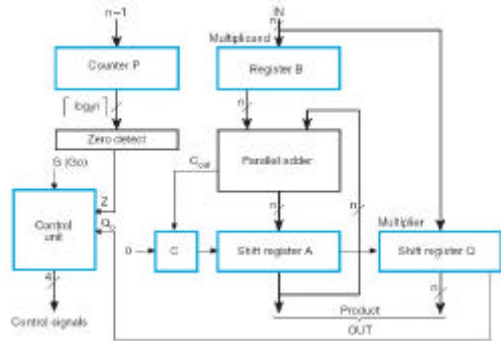 n−1
IN
n
Multiplicand
Counter P
Register B
⌈log₂n⌉
n
Zero detect
Parallel adder
G (Go)
Cout
Z
Q₀
n
n
Multiplier
Control unit
0
C
Shift register A
Shift register Q
4
n
n
Control signals
Product
OUT